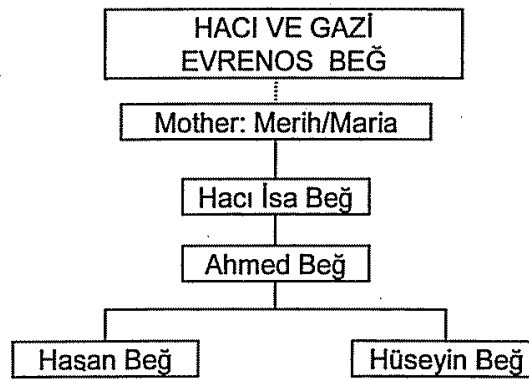 HACI VE GAZİ
EVRENOS BEĞ
Mother: Merih/Maria
Hacı İsa Beğ
Ahmed Beğ
Hasan Beğ
Hüseyin Beğ